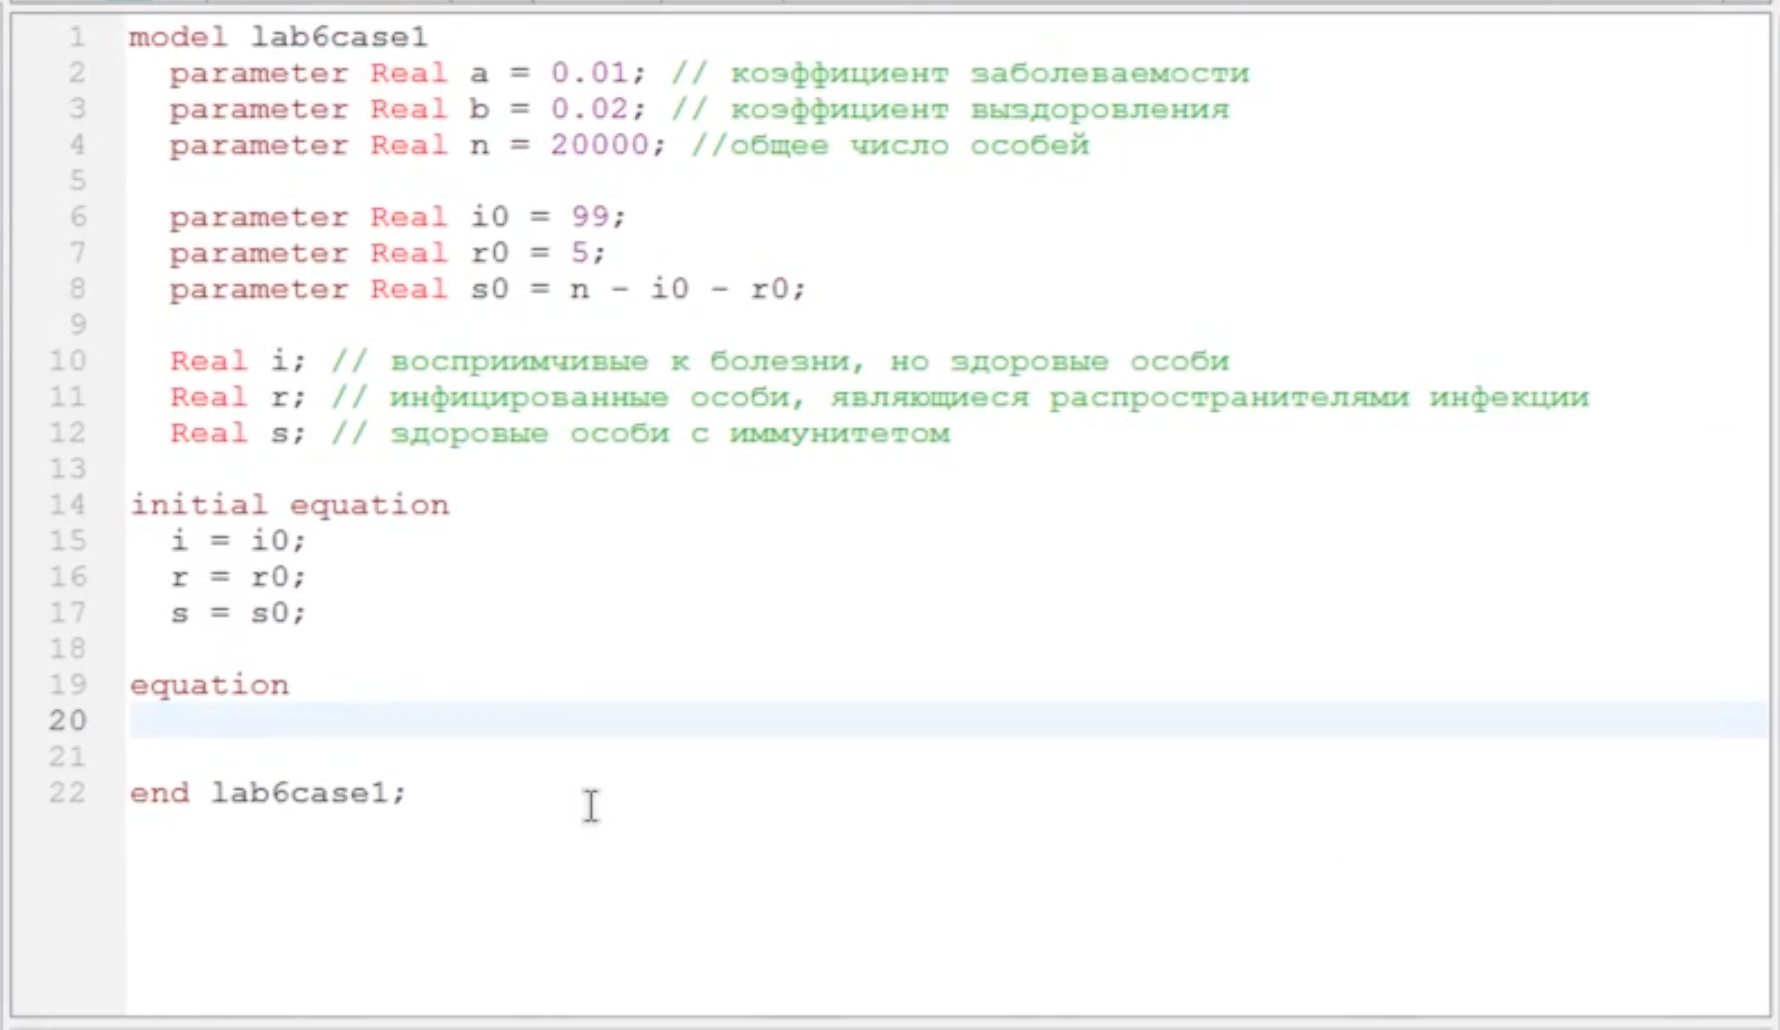 1 model lab6case1
2 parameter Real a = 0.01; // коэффициент заболеваемости
3 parameter Real b = 0.02; // коэффициент выздоровления
4 parameter Real n = 20000; //общее число особей
5
6 parameter Real i0 = 99;
7 parameter Real r0 = 5;
8 parameter Real s0 = n - i0 - r0;
9
10 Real i; // восприимчивые к болезни, но здоровые особи
11 Real r; // инфицированные особи, являющиеся распространителями инфекции
12 Real s; // здоровые особи с иммунитетом
13
14 initial equation
15 i = i0;
16 r = r0;
17 s = s0;
18
19 equation
20
21
22 end lab6case1;